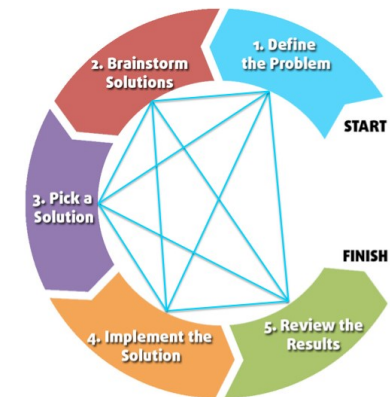 1. Define
the Problem
START
2. Brainstorm
Solutions
3. Pick a
Solution
4. Implement the
Solution
5. Review the
Results
FINISH